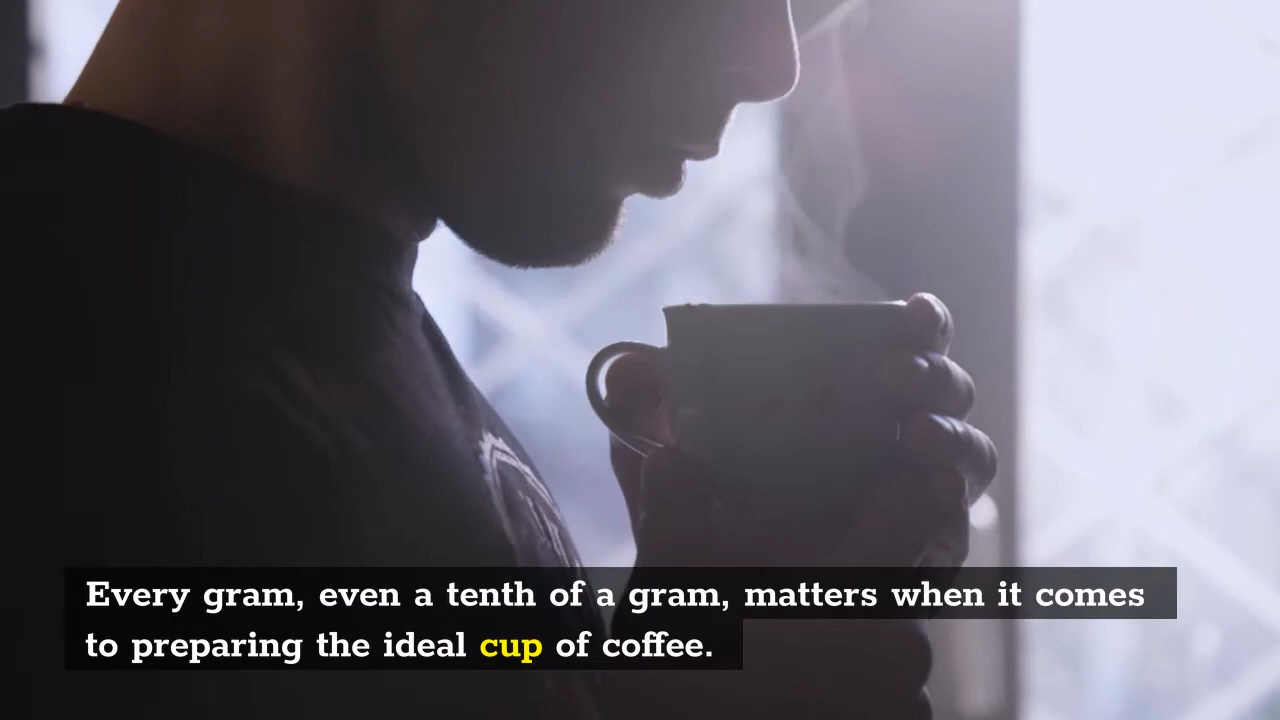 Every gram, even a tenth of a gram, matters when it comes
to preparing the ideal cup of coffee.